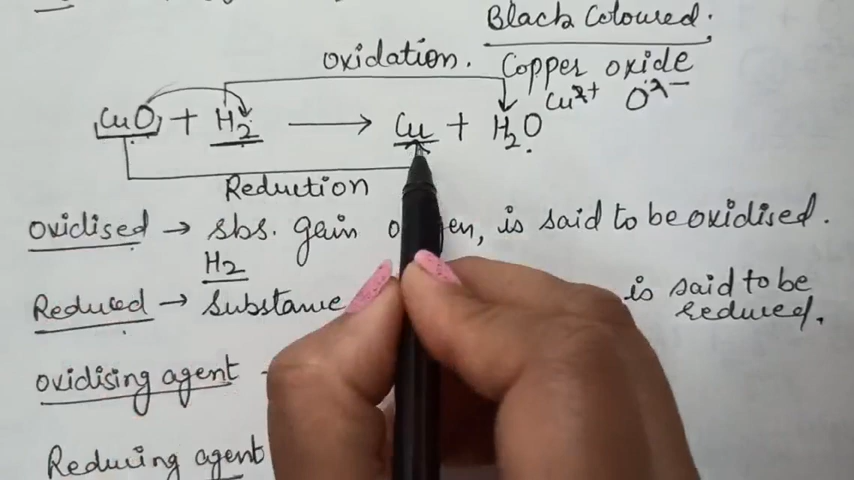 Black Coloured.
oxidation. Copper oxide
Cu²⁺ O²⁻
CuO + H₂ → Cu + H₂O
Reduction
oxidised → sbs. gain, is said to be oxidised.
H₂
Reduced → substance is said to be
reduced.
oxidising agent
Reducing agent